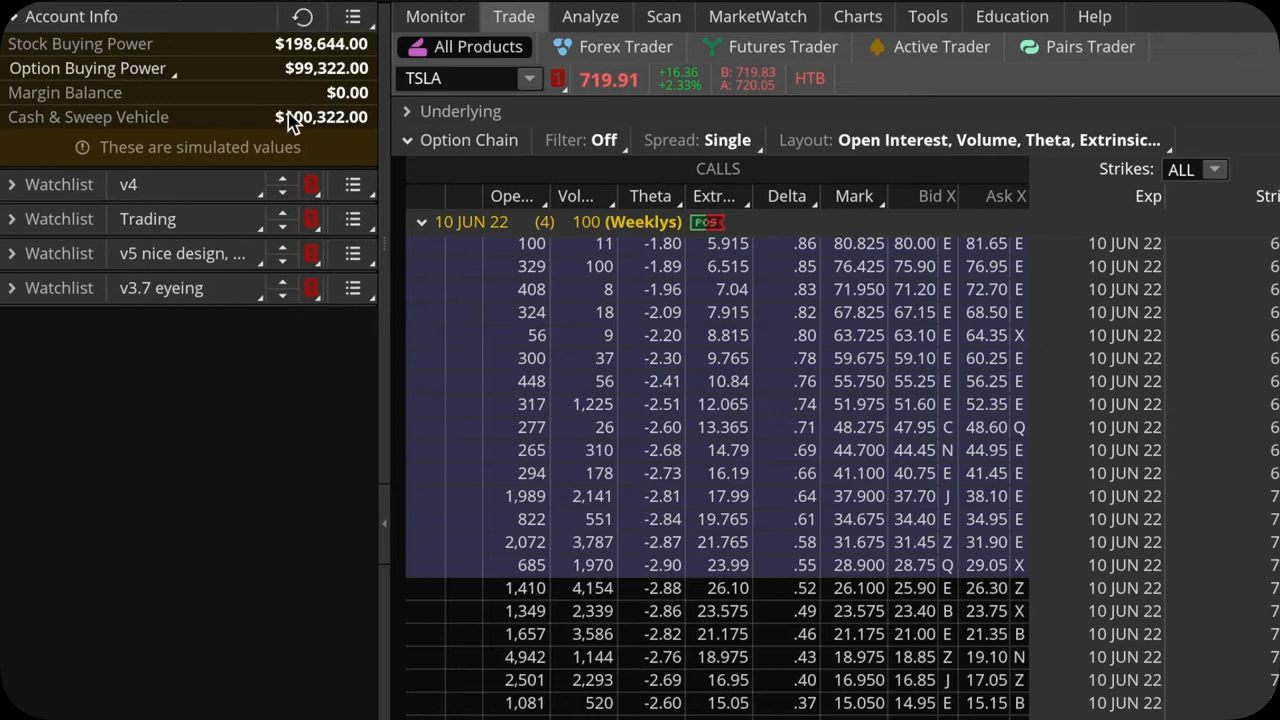 Account Info
Stock Buying Power $198,644.00
Option Buying Power $99,322.00
Margin Balance $0.00
Cash & Sweep Vehicle
These are simulated values
Watchlist v4
Watchlist Trading
Watchlist v5 nice design, ...
Watchlist v3.7 eyeing
Monitor Trade Analyze Scan MarketWatch Charts Tools Education Help
All Products Forex Trader Futures Trader Active Trader Pairs Trader
TSLA 719.91 +16.36 +2.33% B: 719.83 A: 720.05 HTB
Underlying
Option Chain Filter: Off Spread: Single Layout: Open Interest, Volume, Theta, Extrinsic...
CALLS Strikes: ALL
Ope... Vol... Theta Extr... Delta Mark Bid X Ask X Exp Stri
10 JUN 22 (4) 100 (Weeklys)
100 11 -1.80 5.915 .86 80.825 80.00 E 81.65 E 10 JUN 22 6
329 100 -1.89 6.515 .85 76.425 75.90 E 76.95 E 10 JUN 22 6
408 8 -1.96 7.04 .83 71.950 71.20 E 72.70 E 10 JUN 22 6
324 18 -2.09 7.915 .82 67.825 67.15 E 68.50 E 10 JUN 22 6
56 9 -2.20 8.815 .80 63.725 63.10 E 64.35 X 10 JUN 22 6
300 37 -2.30 9.765 .78 59.675 59.10 E 60.25 E 10 JUN 22 6
448 56 -2.41 10.84 .76 55.750 55.25 E 56.25 E 10 JUN 22 6
317 1,225 -2.51 12.065 .74 51.975 51.60 E 52.35 E 10 JUN 22 6
277 26 -2.60 13.365 .71 48.275 47.95 C 48.60 Q 10 JUN 22 6
265 310 -2.68 14.79 .69 44.700 44.45 N 44.95 E 10 JUN 22 6
294 178 -2.73 16.19 .66 41.100 40.75 E 41.45 E 10 JUN 22 6
1,989 2,141 -2.81 17.99 .64 37.900 37.70 J 38.10 E 10 JUN 22 7
822 551 -2.84 19.765 .61 34.675 34.40 E 34.95 E 10 JUN 22 7
2,072 3,787 -2.87 21.765 .58 31.675 31.45 Z 31.90 E 10 JUN 22 7
685 1,970 -2.90 23.99 .55 28.900 28.75 Q 29.05 X 10 JUN 22 7
1,410 4,154 -2.88 26.10 .52 26.100 25.90 E 26.30 Z 10 JUN 22 7
1,349 2,339 -2.86 23.575 .49 23.575 23.40 B 23.75 X 10 JUN 22 7
1,657 3,586 -2.82 21.175 .46 21.175 21.00 E 21.35 B 10 JUN 22 7
4,942 1,144 -2.76 18.975 .43 18.975 18.85 Z 19.10 N 10 JUN 22 7
2,501 2,293 -2.69 16.95 .40 16.950 16.85 J 17.05 Z 10 JUN 22 7
1,081 520 -2.60 15.05 .37 15.050 14.95 E 15.15 B 10 JUN 22 7